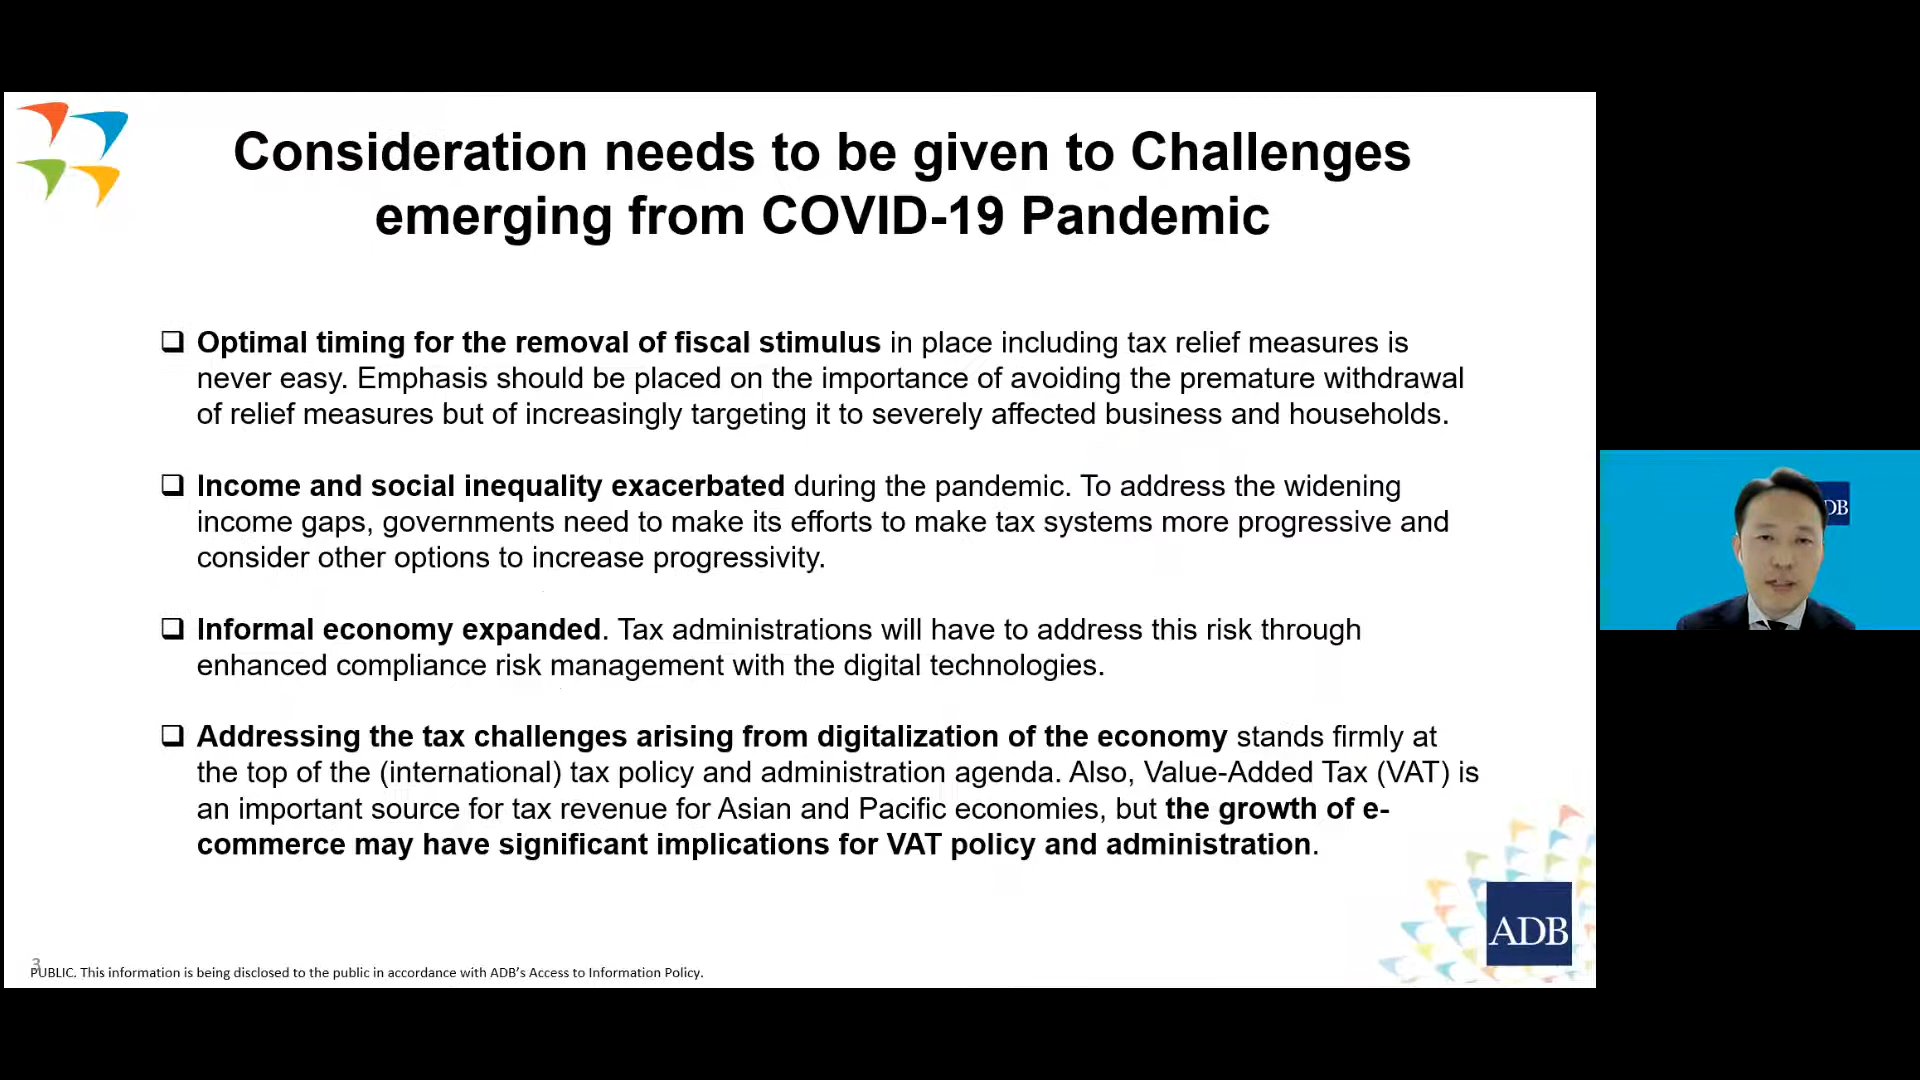 Consideration needs to be given to Challenges
emerging from COVID-19 Pandemic
Optimal timing for the removal of fiscal stimulus in place including tax relief measures is
never easy. Emphasis should be placed on the importance of avoiding the premature withdrawal
of relief measures but of increasingly targeting it to severely affected business and households.
Income and social inequality exacerbated during the pandemic. To address the widening
income gaps, governments need to make its efforts to make tax systems more progressive and
consider other options to increase progressivity.
Informal economy expanded. Tax administrations will have to address this risk through
enhanced compliance risk management with the digital technologies.
Addressing the tax challenges arising from digitalization of the economy stands firmly at
the top of the (international) tax policy and administration agenda. Also, Value-Added Tax (VAT) is
an important source for tax revenue for Asian and Pacific economies, but the growth of e-
commerce may have significant implications for VAT policy and administration.
ADB
3
PUBLIC. This information is being disclosed to the public in accordance with ADB's Access to Information Policy.
DB